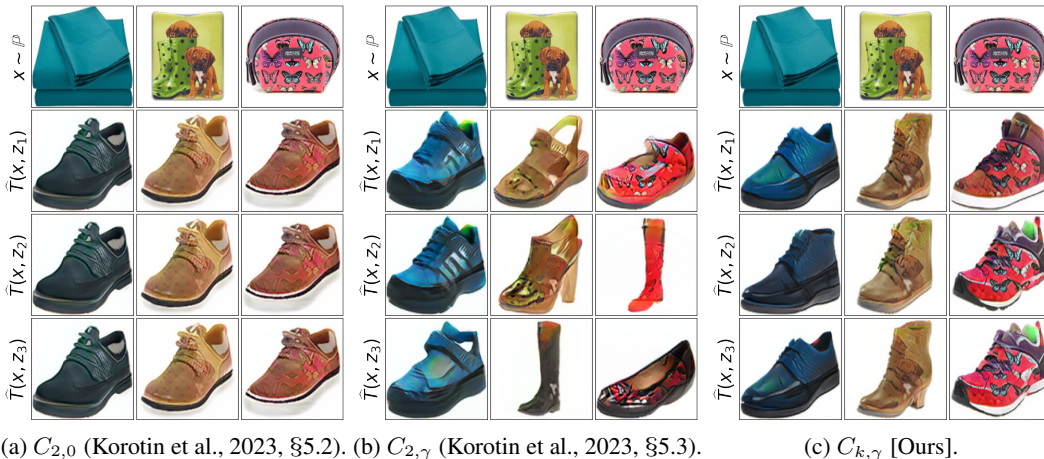 x ~ ℙ
T̂(x, z₁)
T̂(x, z₂)
T̂(x, z₃)
x ~ ℙ
T̂(x, z₁)
T̂(x, z₂)
T̂(x, z₃)
x ~ ℙ
T̂(x, z₁)
T̂(x, z₂)
T̂(x, z₃)
(a) C₂,₀ (Korotin et al., 2023, §5.2).
(b) C₂,γ (Korotin et al., 2023, §5.3).
(c) Cₖ,γ [Ours].